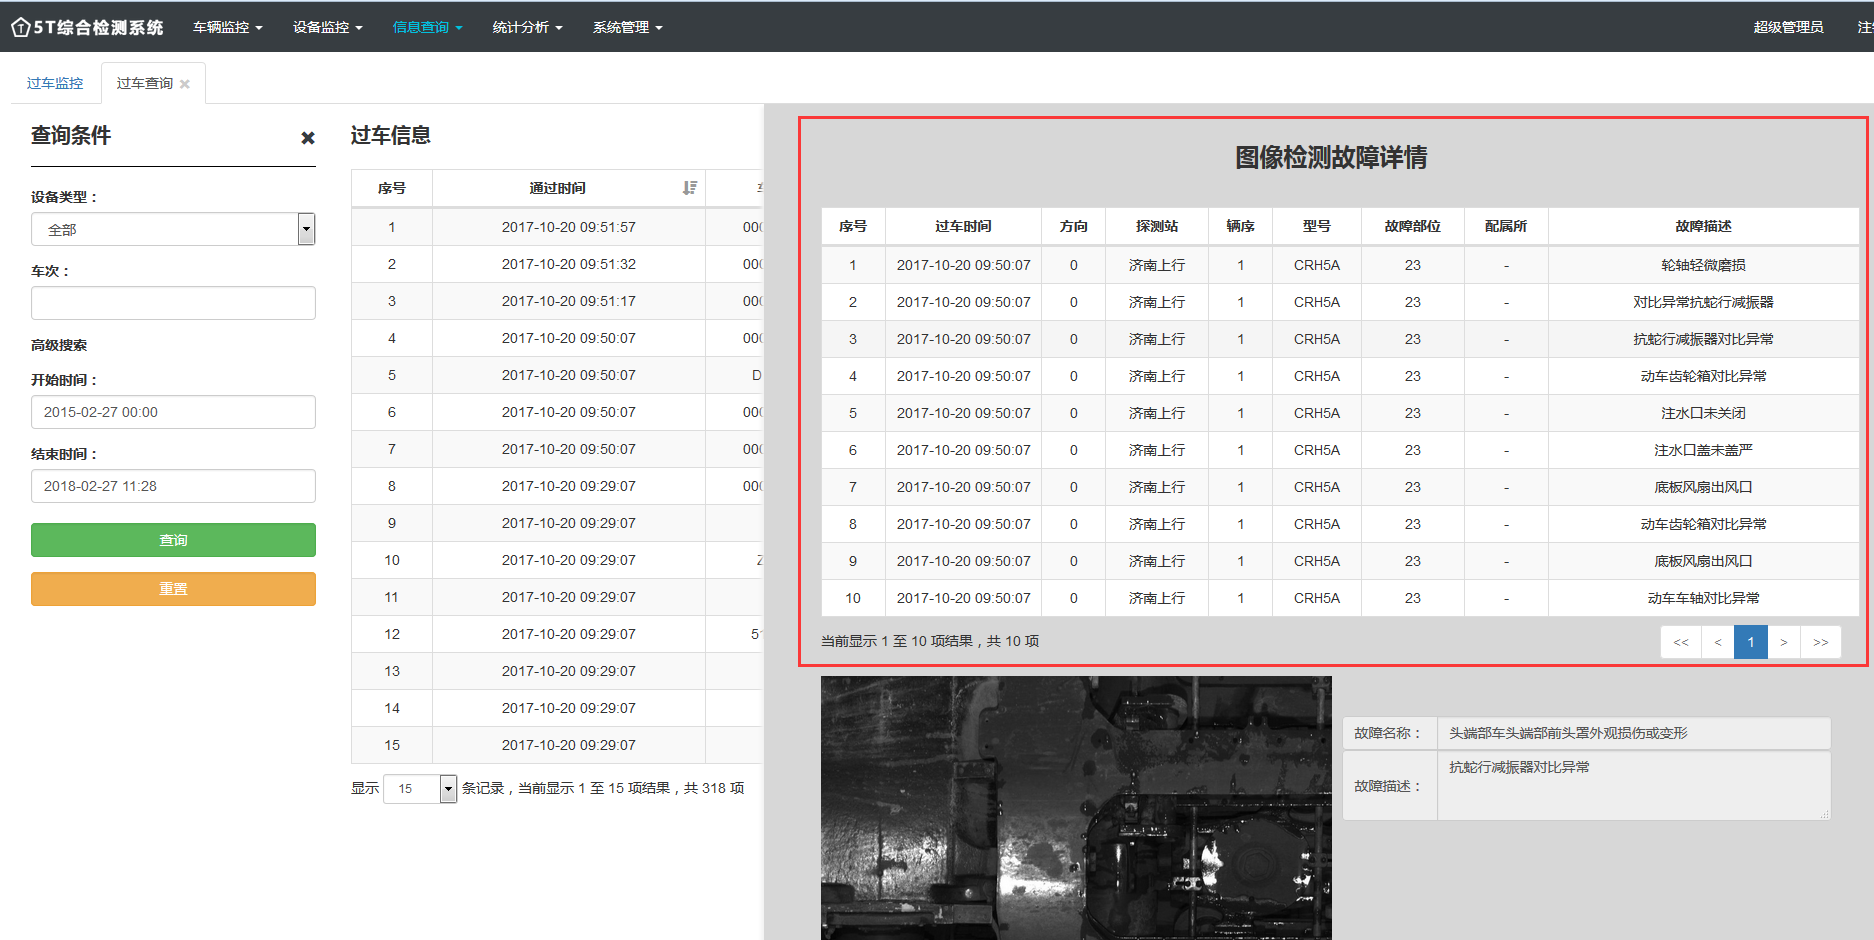 5T综合检测系统 车辆监控 设备监控 信息查询 统计分析 系统管理 超级管理员
过车监控 过车查询
查询条件
设备类型：
全部
车次：
高级搜索
开始时间：
2015-02-27 00:00
结束时间：
2018-02-27 11:28
查询
重置
过车信息
序号 通过时间
1 2017-10-20 09:51:57 000
2 2017-10-20 09:51:32 000
3 2017-10-20 09:51:17 000
4 2017-10-20 09:50:07 000
5 2017-10-20 09:50:07 D
6 2017-10-20 09:50:07 000
7 2017-10-20 09:50:07 000
8 2017-10-20 09:29:07 000
9 2017-10-20 09:29:07
10 2017-10-20 09:29:07 Z
11 2017-10-20 09:29:07
12 2017-10-20 09:29:07 51
13 2017-10-20 09:29:07
14 2017-10-20 09:29:07
15 2017-10-20 09:29:07
显示 15 条记录，当前显示 1 至 15 项结果，共 318 项
图像检测故障详情
序号 过车时间 方向 探测站 辆序 型号 故障部位 配属所 故障描述
1 2017-10-20 09:50:07 0 济南上行 1 CRH5A 23 - 轮轴轻微磨损
2 2017-10-20 09:50:07 0 济南上行 1 CRH5A 23 - 对比异常抗蛇行减振器
3 2017-10-20 09:50:07 0 济南上行 1 CRH5A 23 - 抗蛇行减振器对比异常
4 2017-10-20 09:50:07 0 济南上行 1 CRH5A 23 - 动车齿轮箱对比异常
5 2017-10-20 09:50:07 0 济南上行 1 CRH5A 23 - 注水口未关闭
6 2017-10-20 09:50:07 0 济南上行 1 CRH5A 23 - 注水口盖未盖严
7 2017-10-20 09:50:07 0 济南上行 1 CRH5A 23 - 底板风扇出风口
8 2017-10-20 09:50:07 0 济南上行 1 CRH5A 23 - 动车齿轮箱对比异常
9 2017-10-20 09:50:07 0 济南上行 1 CRH5A 23 - 底板风扇出风口
10 2017-10-20 09:50:07 0 济南上行 1 CRH5A 23 - 动车车轴对比异常
当前显示 1 至 10 项结果，共 10 项 << < 1 > >>
故障名称： 头端部车头端部前头罩外观损伤或变形
故障描述： 抗蛇行减振器对比异常